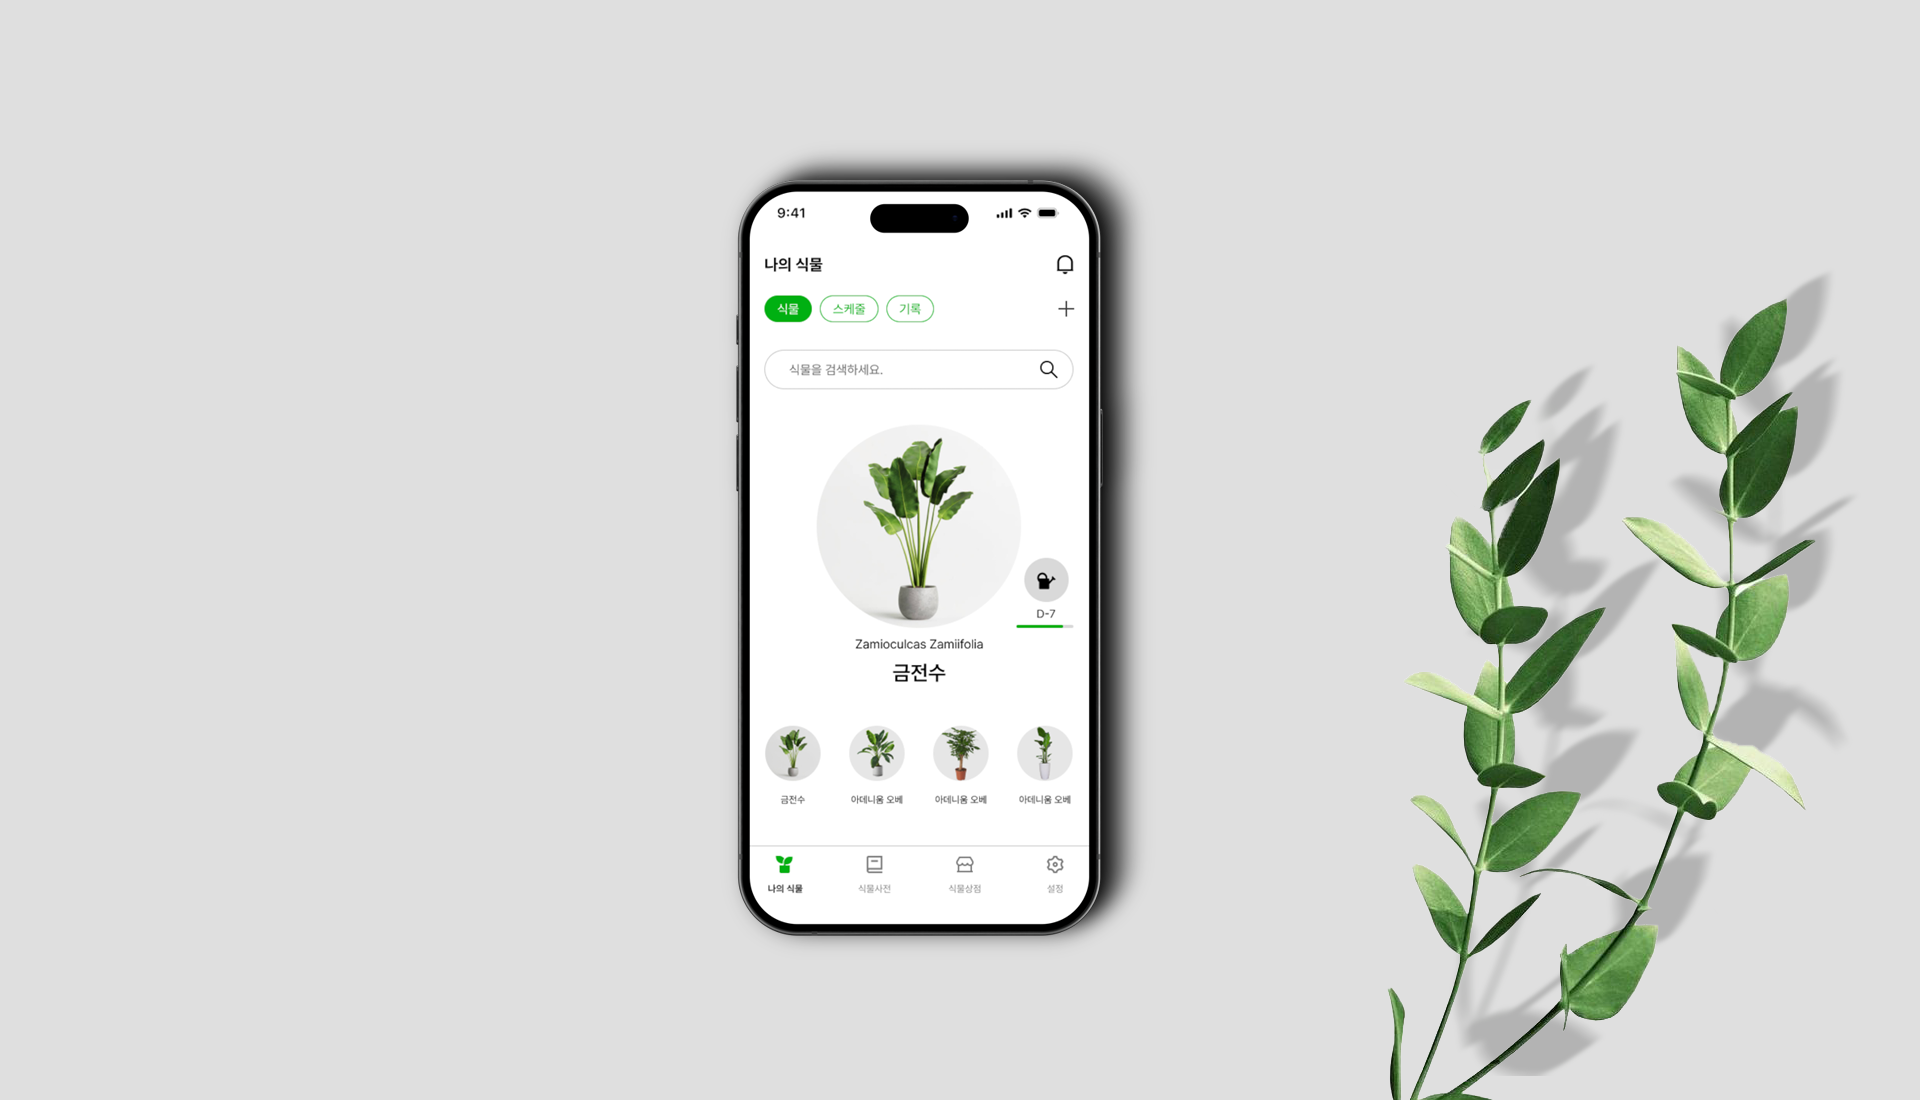 9:41
나의 식물
식물 스케줄 기록
식물을 검색하세요.
D-7
Zamioculcas Zamiifolia
금전수
금전수 아데니움 오베 아데니움 오베 아데니움 오베
나의 식물 식물사전 식물상점 설정